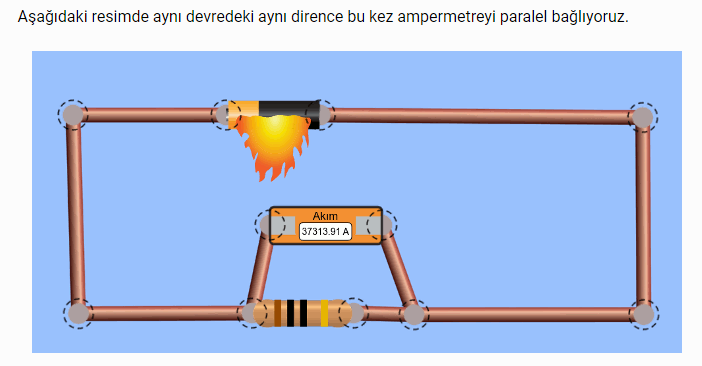 Aşağıdaki resimde aynı devredeki aynı dirence bu kez ampermetreyi paralel bağlıyoruz.
Akım
37313.91 A